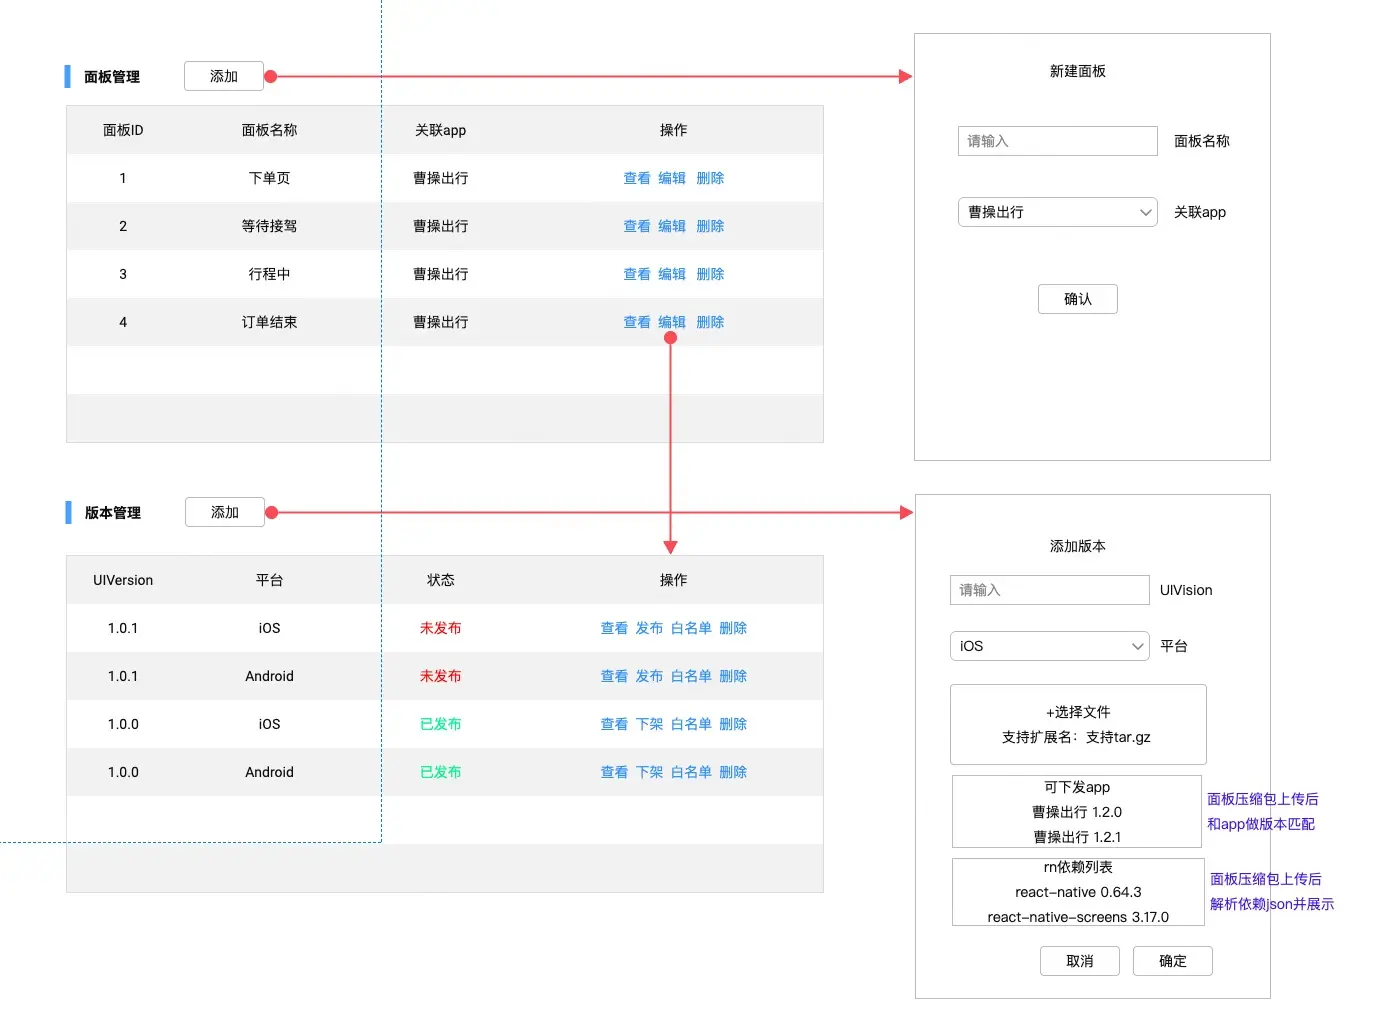 面板管理 添加
面板ID 面板名称 关联app 操作
1 下单页 曹操出行 查看 编辑 删除
2 等待接驾 曹操出行 查看 编辑 删除
3 行程中 曹操出行 查看 编辑 删除
4 订单结束 曹操出行 查看 编辑 删除
新建面板
请输入 面板名称
曹操出行 关联app
确认
版本管理 添加
UIVersion 平台 状态 操作
1.0.1 iOS 未发布 查看 发布 白名单 删除
1.0.1 Android 未发布 查看 发布 白名单 删除
1.0.0 iOS 已发布 查看 下架 白名单 删除
1.0.0 Android 已发布 查看 下架 白名单 删除
添加版本
请输入 UIVision
iOS 平台
+选择文件
支持扩展名：支持tar.gz
可下发app
曹操出行 1.2.0
曹操出行 1.2.1
面板压缩包上传后
和app做版本匹配
rn依赖列表
react-native 0.64.3
react-native-screens 3.17.0
面板压缩包上传后
解析依赖json并展示
取消 确定